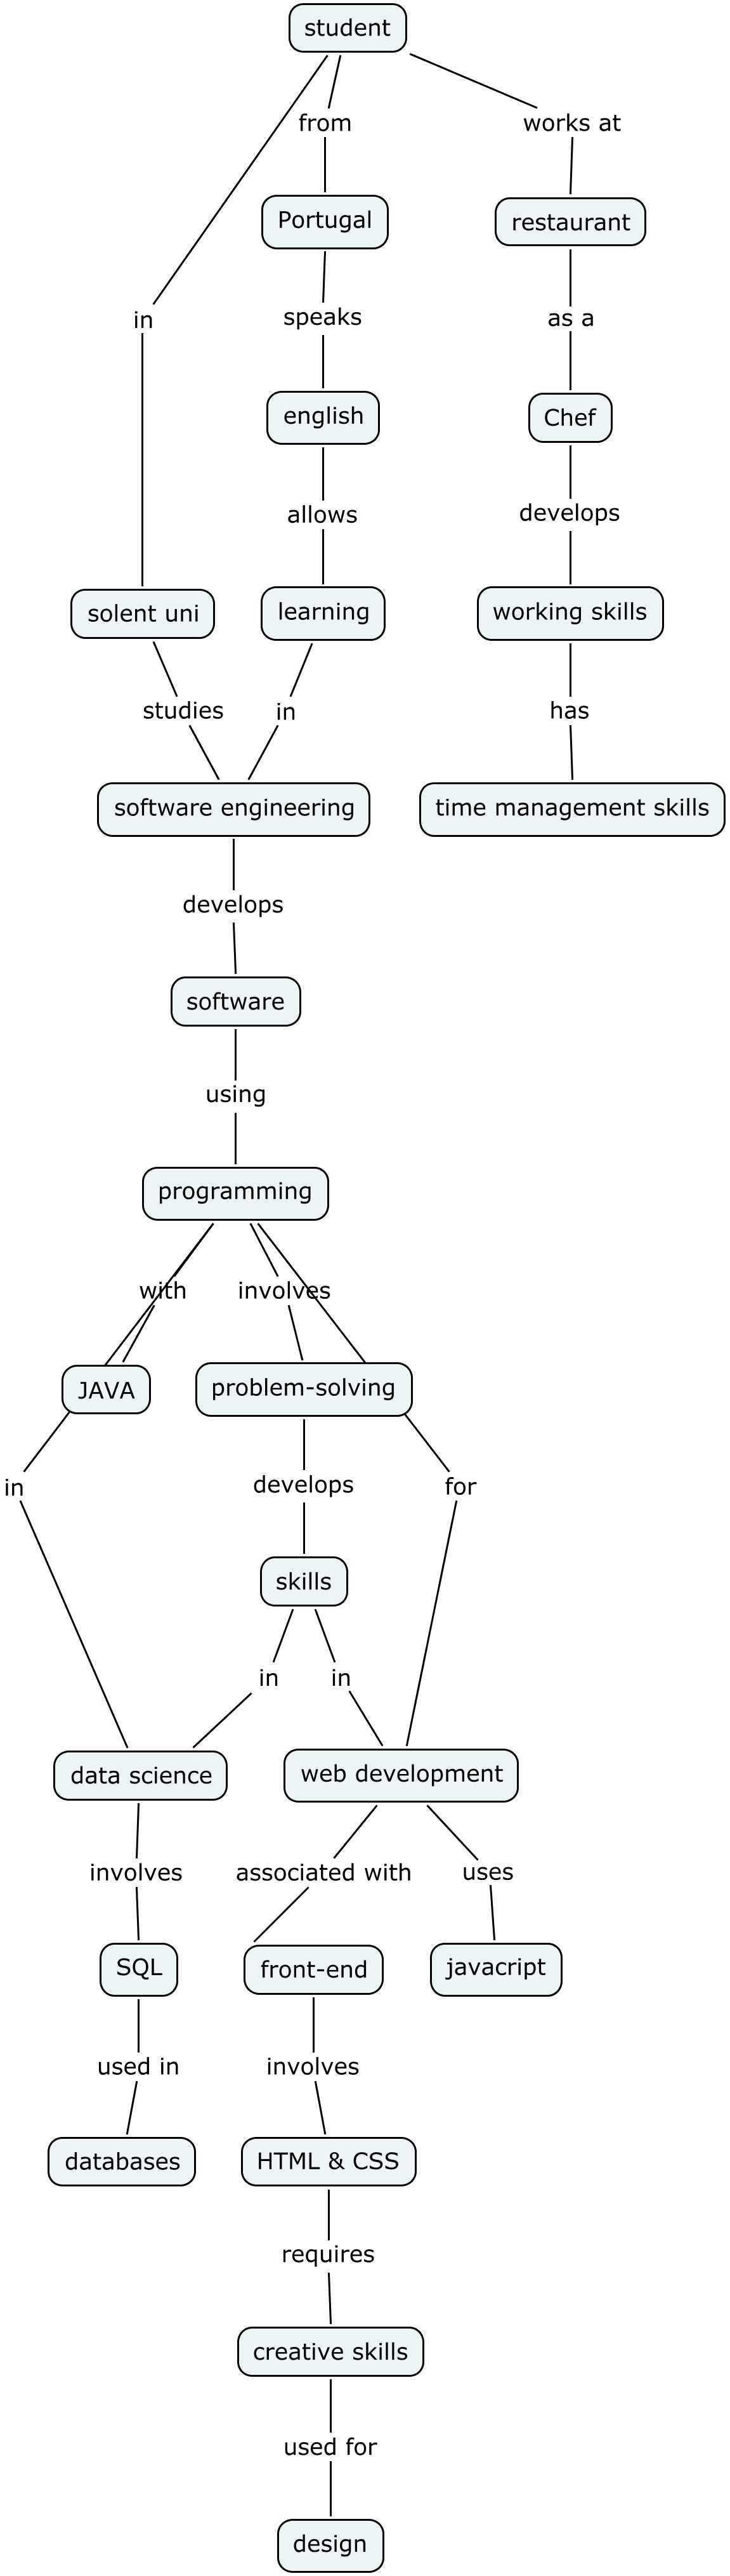 student
from
works at
Portugal
restaurant
in
speaks
as a
english
Chef
allows
develops
solent uni
learning
working skills
studies
in
has
software engineering
time management skills
develops
software
using
programming
with
involves
JAVA
problem-solving
in
develops
for
skills
in
in
data science
web development
involves
associated with
uses
SQL
front-end
javacript
used in
involves
databases
HTML & CSS
requires
creative skills
used for
design